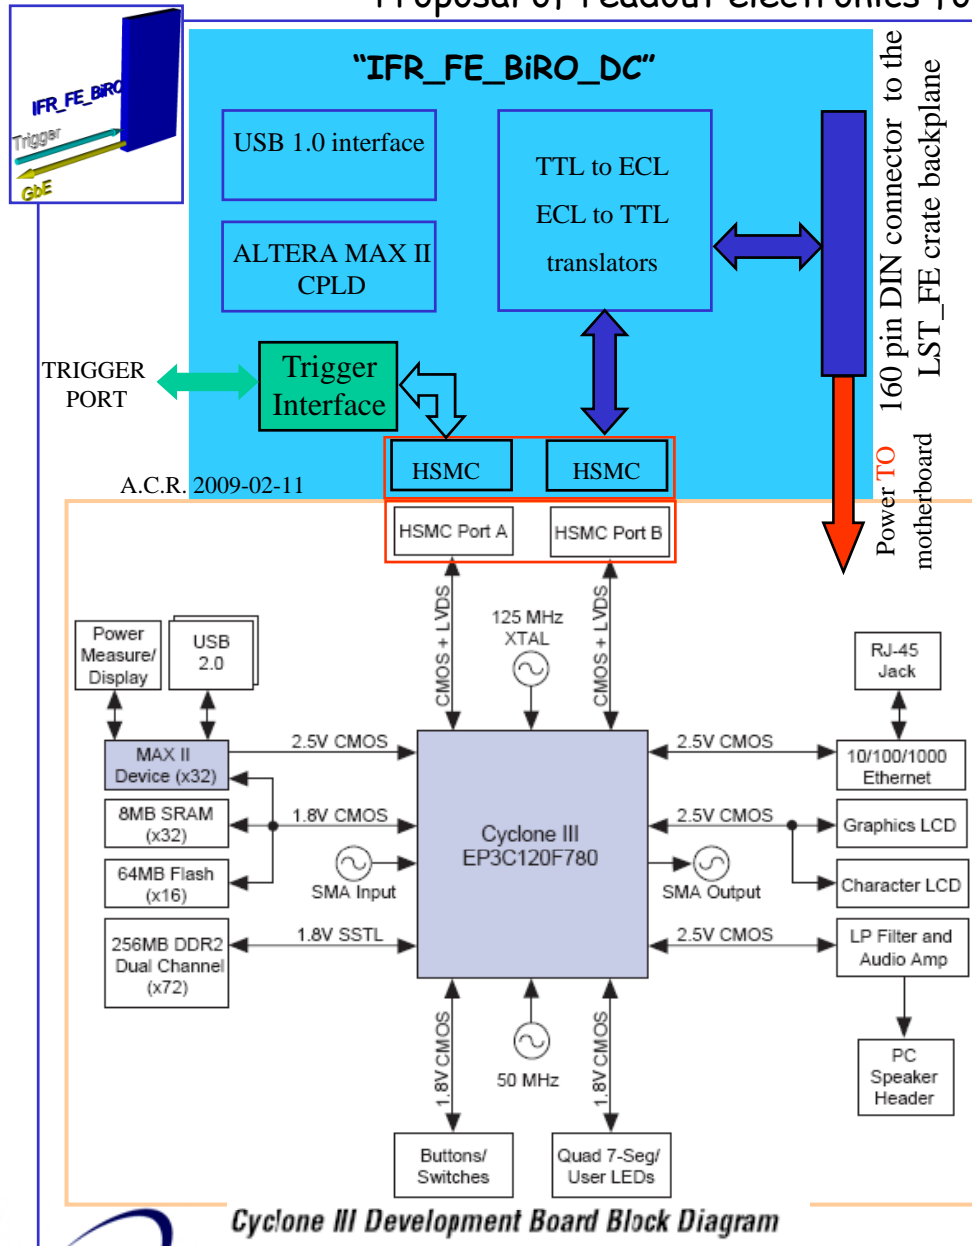 Proposal of readout electronics fo
IFR_FE_BiRO
Trigger
GbE
“IFR_FE_BiRO_DC”
USB 1.0 interface
ALTERA MAX II
CPLD
TTL to ECL
ECL to TTL
translators
160 pin DIN connector to the
LST_FE crate backplane
TRIGGER
PORT
Trigger
Interface
HSMC
HSMC
A.C.R. 2009-02-11
Power TO
motherboard
HSMC Port A
HSMC Port B
CMOS + LVDS
125 MHz
XTAL
CMOS + LVDS
Power
Measure/
Display
USB
2.0
RJ-45
Jack
MAX II
Device (x32)
2.5V CMOS
2.5V CMOS
10/100/1000
Ethernet
8MB SRAM
(x32)
1.8V CMOS
Cyclone III
EP3C120F780
2.5V CMOS
Graphics LCD
64MB Flash
(x16)
SMA Input
SMA Output
Character LCD
256MB DDR2
Dual Channel
(x72)
1.8V SSTL
2.5V CMOS
LP Filter and
Audio Amp
1.8V CMOS
50 MHz
1.8V CMOS
PC
Speaker
Header
Buttons/
Switches
Quad 7-Seg/
User LEDs
Cyclone III Development Board Block Diagram